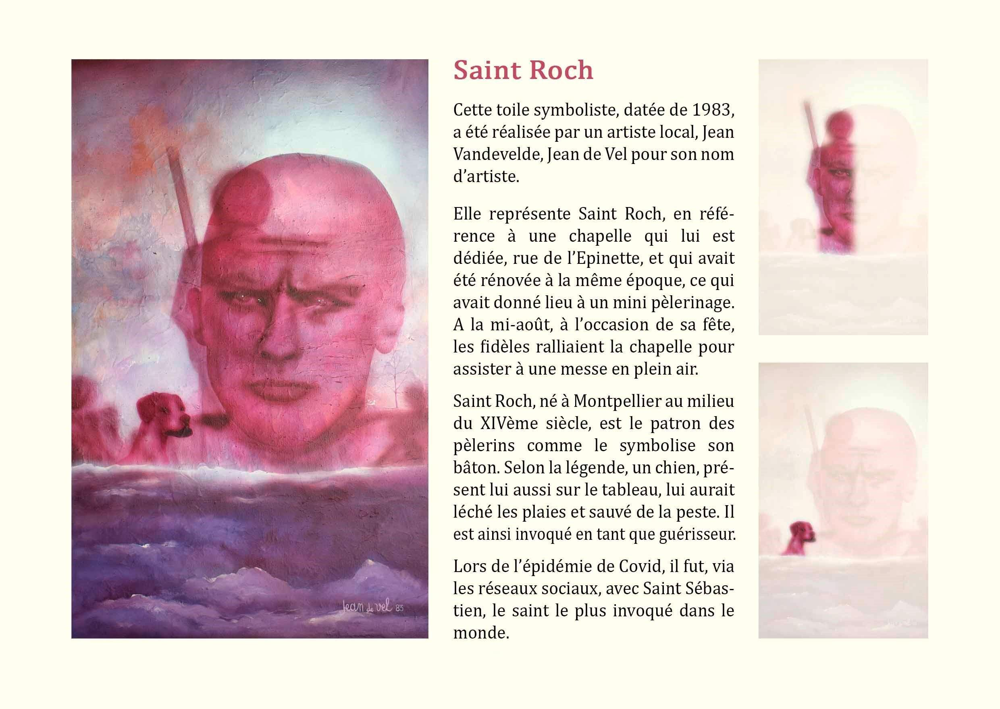 Saint Roch
Cette toile symboliste, datée de 1983,
a été réalisée par un artiste local, Jean
Vandevelde, Jean de Vel pour son nom
d’artiste.
Elle représente Saint Roch, en réfé-
rence à une chapelle qui lui est
dédiée, rue de l’Epinette, et qui avait
été rénovée à la même époque, ce qui
avait donné lieu à un mini pèlerinage.
A la mi-août, à l’occasion de sa fête,
les fidèles ralliaient la chapelle pour
assister à une messe en plein air.
Saint Roch, né à Montpellier au milieu
du XIVème siècle, est le patron des
pèlerins comme le symbolise son
bâton. Selon la légende, un chien, pré-
sent lui aussi sur le tableau, lui aurait
léché les plaies et sauvé de la peste. Il
est ainsi invoqué en tant que guérisseur.
Lors de l’épidémie de Covid, il fut, via
les réseaux sociaux, avec Saint Sébas-
tien, le saint le plus invoqué dans le
monde.
Jean de vel 83